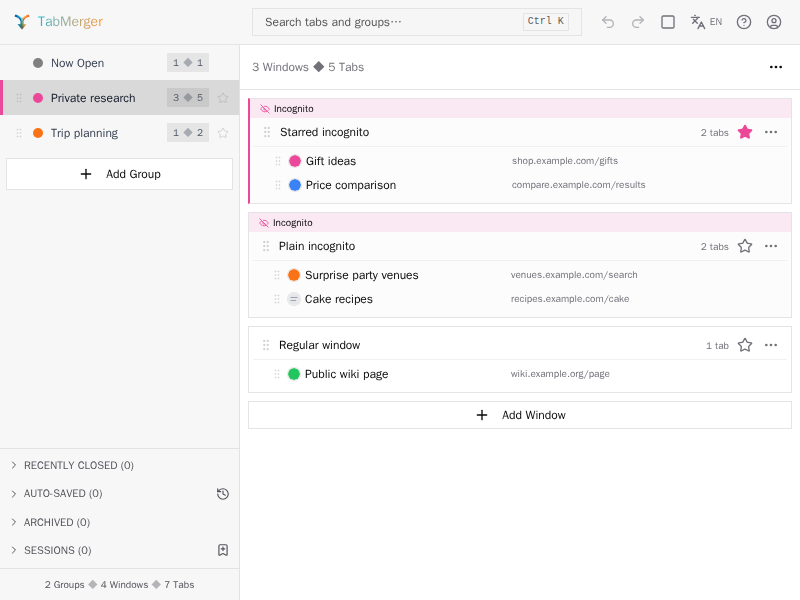 TabMerger
Search tabs and groups⋯
Ctrl K
EN
Now Open
1 ◆ 1
Private research
3 ◆ 5
Trip planning
1 ◆ 2
Add Group
3 Windows ◆ 5 Tabs
Incognito
Starred incognito
2 tabs
Gift ideas
shop.example.com/gifts
Price comparison
compare.example.com/results
Incognito
Plain incognito
2 tabs
Surprise party venues
venues.example.com/search
Cake recipes
recipes.example.com/cake
Regular window
1 tab
Public wiki page
wiki.example.org/page
Add Window
RECENTLY CLOSED (0)
AUTO-SAVED (0)
ARCHIVED (0)
SESSIONS (0)
2 Groups ◆ 4 Windows ◆ 7 Tabs